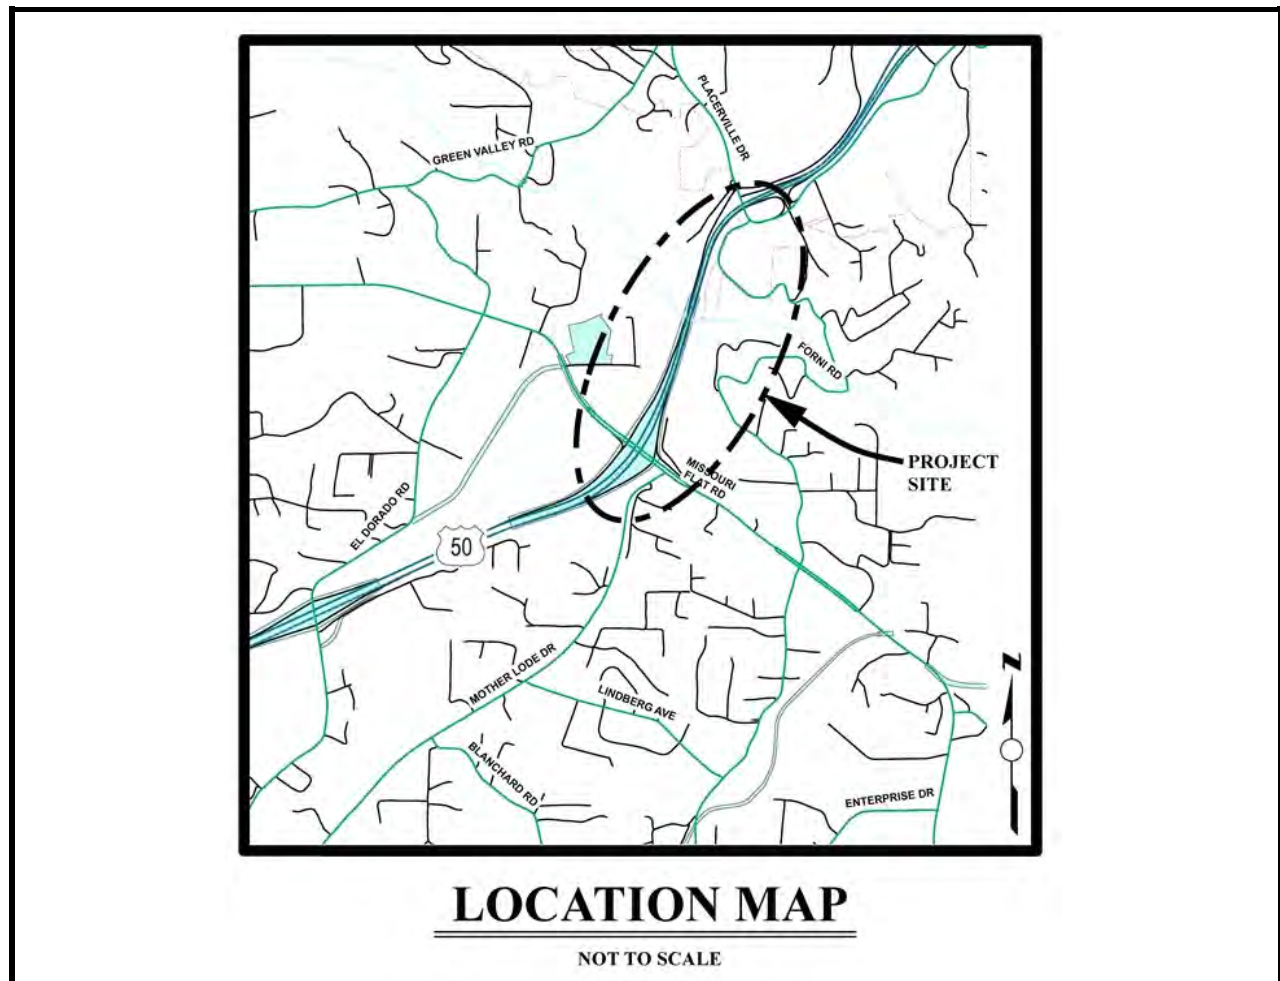 PLACERVILLE DR
GREEN VALLEY RD
FORNI RD
PROJECT
SITE
MISSOURI
FLAT RD
EL DORADO RD
50
MOTHER LODE DR
LINDBERG AVE
BLANCHARD RD
ENTERPRISE DR
N
LOCATION MAP
NOT TO SCALE